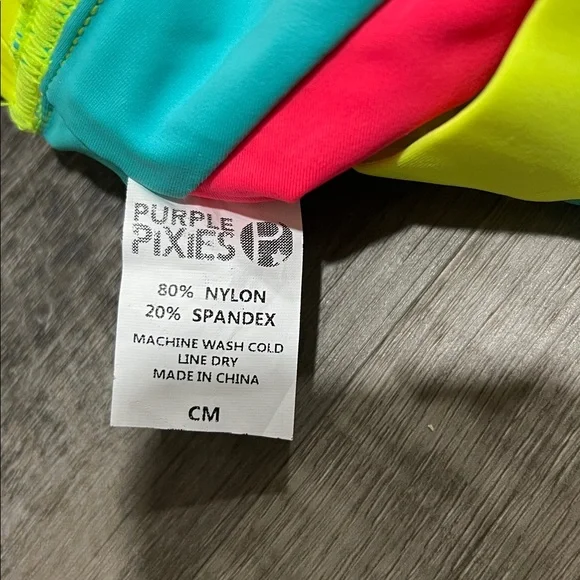 PURPLE
PIXIES P
80% NYLON
20% SPANDEX
MACHINE WASH COLD
LINE DRY
MADE IN CHINA
CM